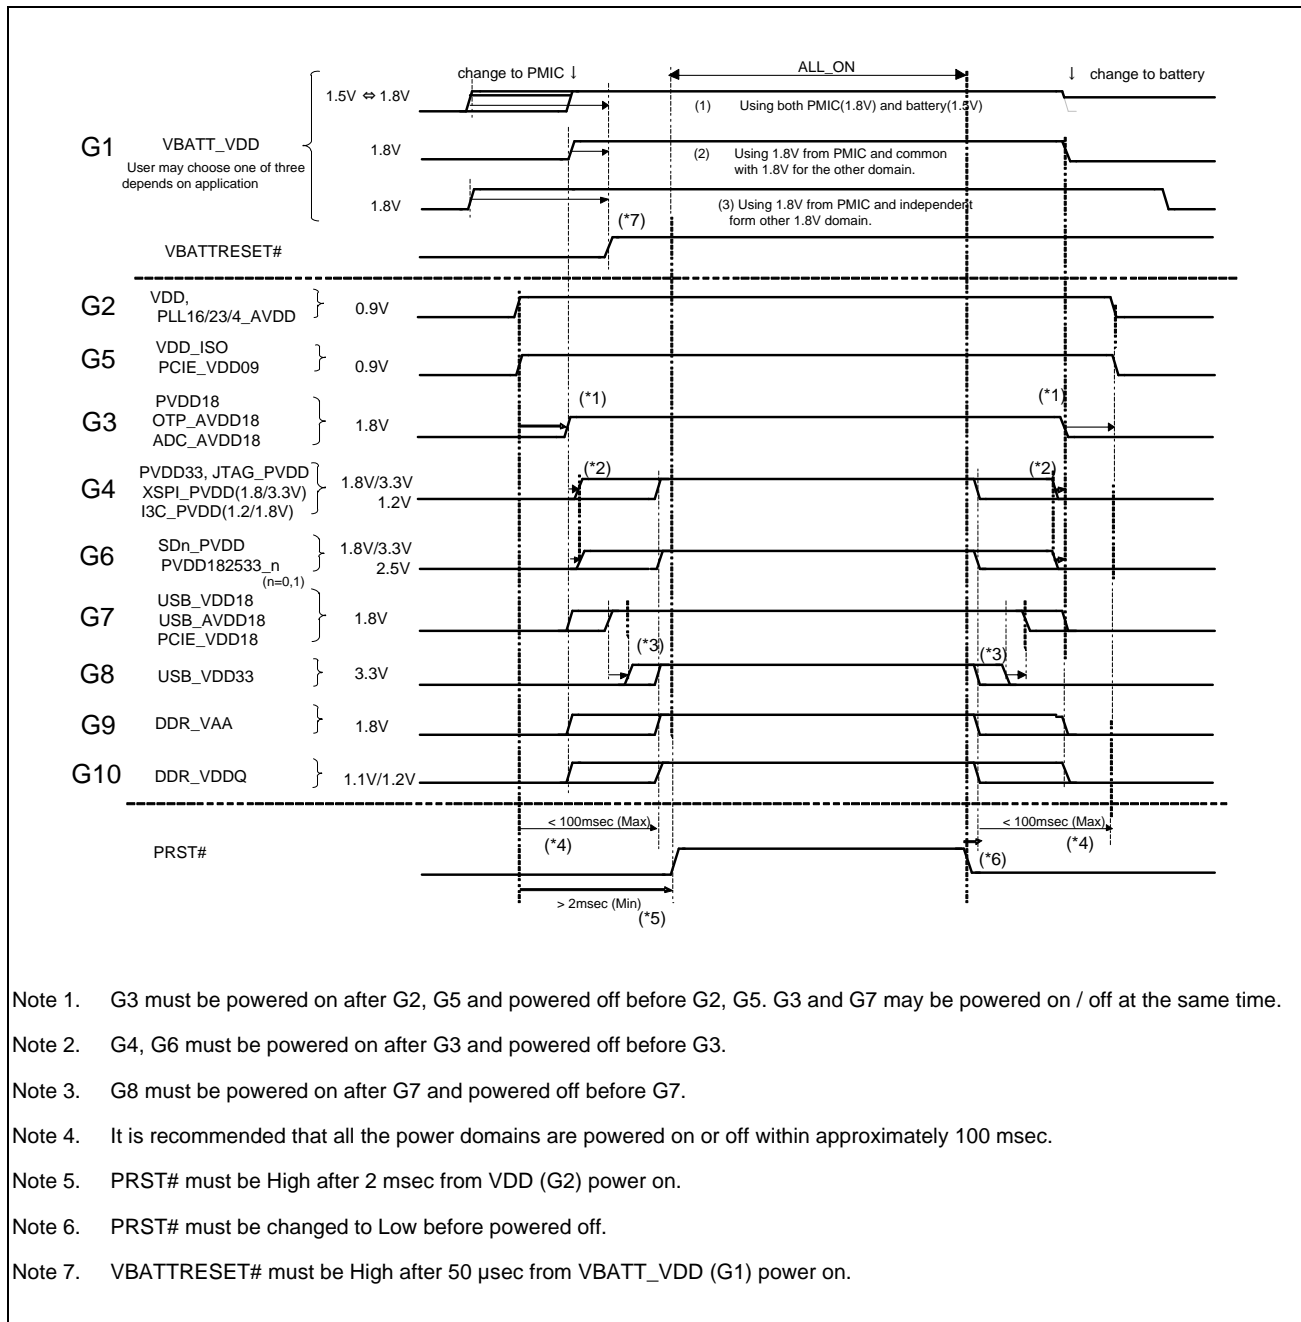 change to PMIC ↓
ALL_ON
↓ change to battery
1.5V ⇔ 1.8V
(1) Using both PMIC(1.8V) and battery(1.5V)
G1
VBATT_VDD
User may choose one of three
depends on application
1.8V
(2) Using 1.8V from PMIC and common
with 1.8V for the other domain.
1.8V
(3) Using 1.8V from PMIC and independent
form other 1.8V domain.
(*7)
VBATTRESET#
G2
VDD,
PLL16/23/4_AVDD
0.9V
G5
VDD_ISO
PCIE_VDD09
0.9V
G3
PVDD18
OTP_AVDD18
ADC_AVDD18
1.8V
(*1)
(*1)
G4
PVDD33, JTAG_PVDD
XSPI_PVDD(1.8/3.3V)
I3C_PVDD(1.2/1.8V)
1.8V/3.3V
1.2V
(*2)
(*2)
G6
SDn_PVDD
PVDD182533_n
(n=0,1)
1.8V/3.3V
2.5V
G7
USB_VDD18
USB_AVDD18
PCIE_VDD18
1.8V
(*3)
(*3)
G8
USB_VDD33
3.3V
G9
DDR_VAA
1.8V
G10
DDR_VDDQ
1.1V/1.2V
< 100msec (Max)
(*4)
< 100msec (Max)
(*4)
PRST#
(*6)
> 2msec (Min)
(*5)
Note 1. G3 must be powered on after G2, G5 and powered off before G2, G5. G3 and G7 may be powered on / off at the same time.
Note 2. G4, G6 must be powered on after G3 and powered off before G3.
Note 3. G8 must be powered on after G7 and powered off before G7.
Note 4. It is recommended that all the power domains are powered on or off within approximately 100 msec.
Note 5. PRST# must be High after 2 msec from VDD (G2) power on.
Note 6. PRST# must be changed to Low before powered off.
Note 7. VBATTRESET# must be High after 50 µsec from VBATT_VDD (G1) power on.